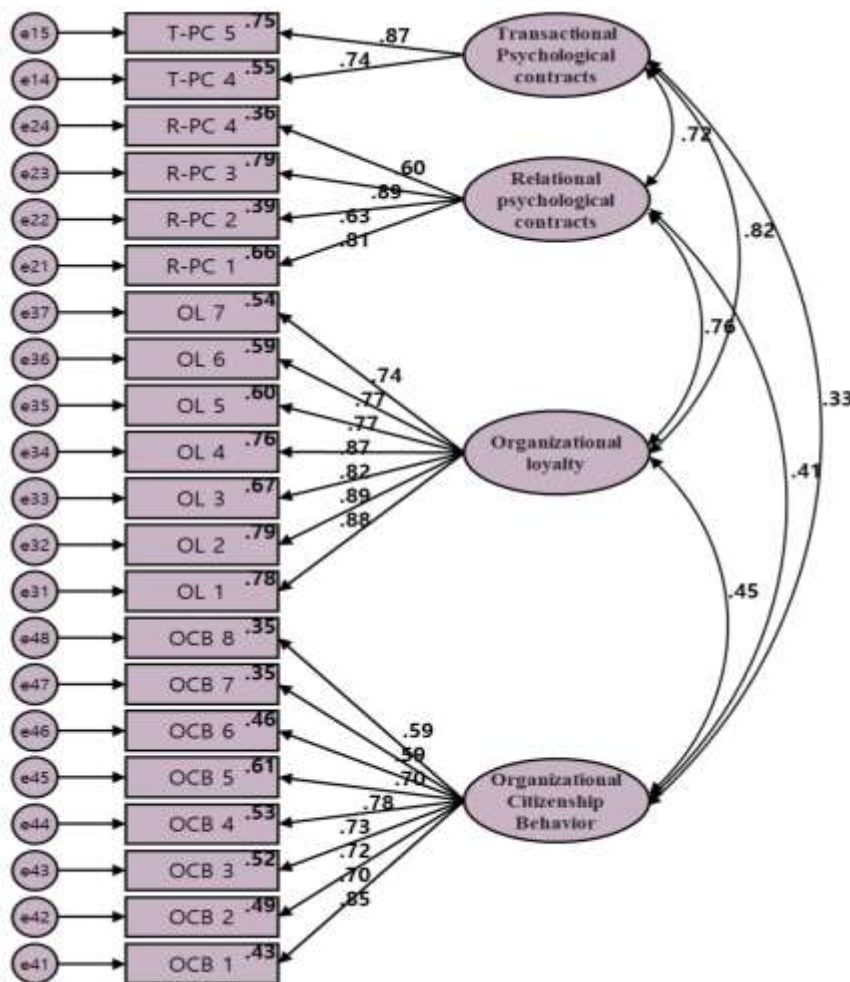 e15
T-PC 5
.75
.87
Transactional
Psychological
contracts
e14
T-PC 4
.55
.74
e24
R-PC 4
.36
.60
.72
e23
R-PC 3
.79
.89
Relational
psychological
contracts
e22
R-PC 2
.39
.63
.82
e21
R-PC 1
.66
.81
e37
OL 7
.54
.74
.76
e36
OL 6
.59
.77
e35
OL 5
.60
.77
.33
e34
OL 4
.76
.87
Organizational
loyalty
.41
e33
OL 3
.67
.82
e32
OL 2
.79
.89
e31
OL 1
.78
.88
.45
e48
OCB 8
.35
.59
e47
OCB 7
.35
.59
e46
OCB 6
.46
.70
e45
OCB 5
.61
.78
Organizational
Citizenship
Behavior
e44
OCB 4
.53
.73
e43
OCB 3
.52
.72
e42
OCB 2
.49
.70
e41
OCB 1
.43
.85